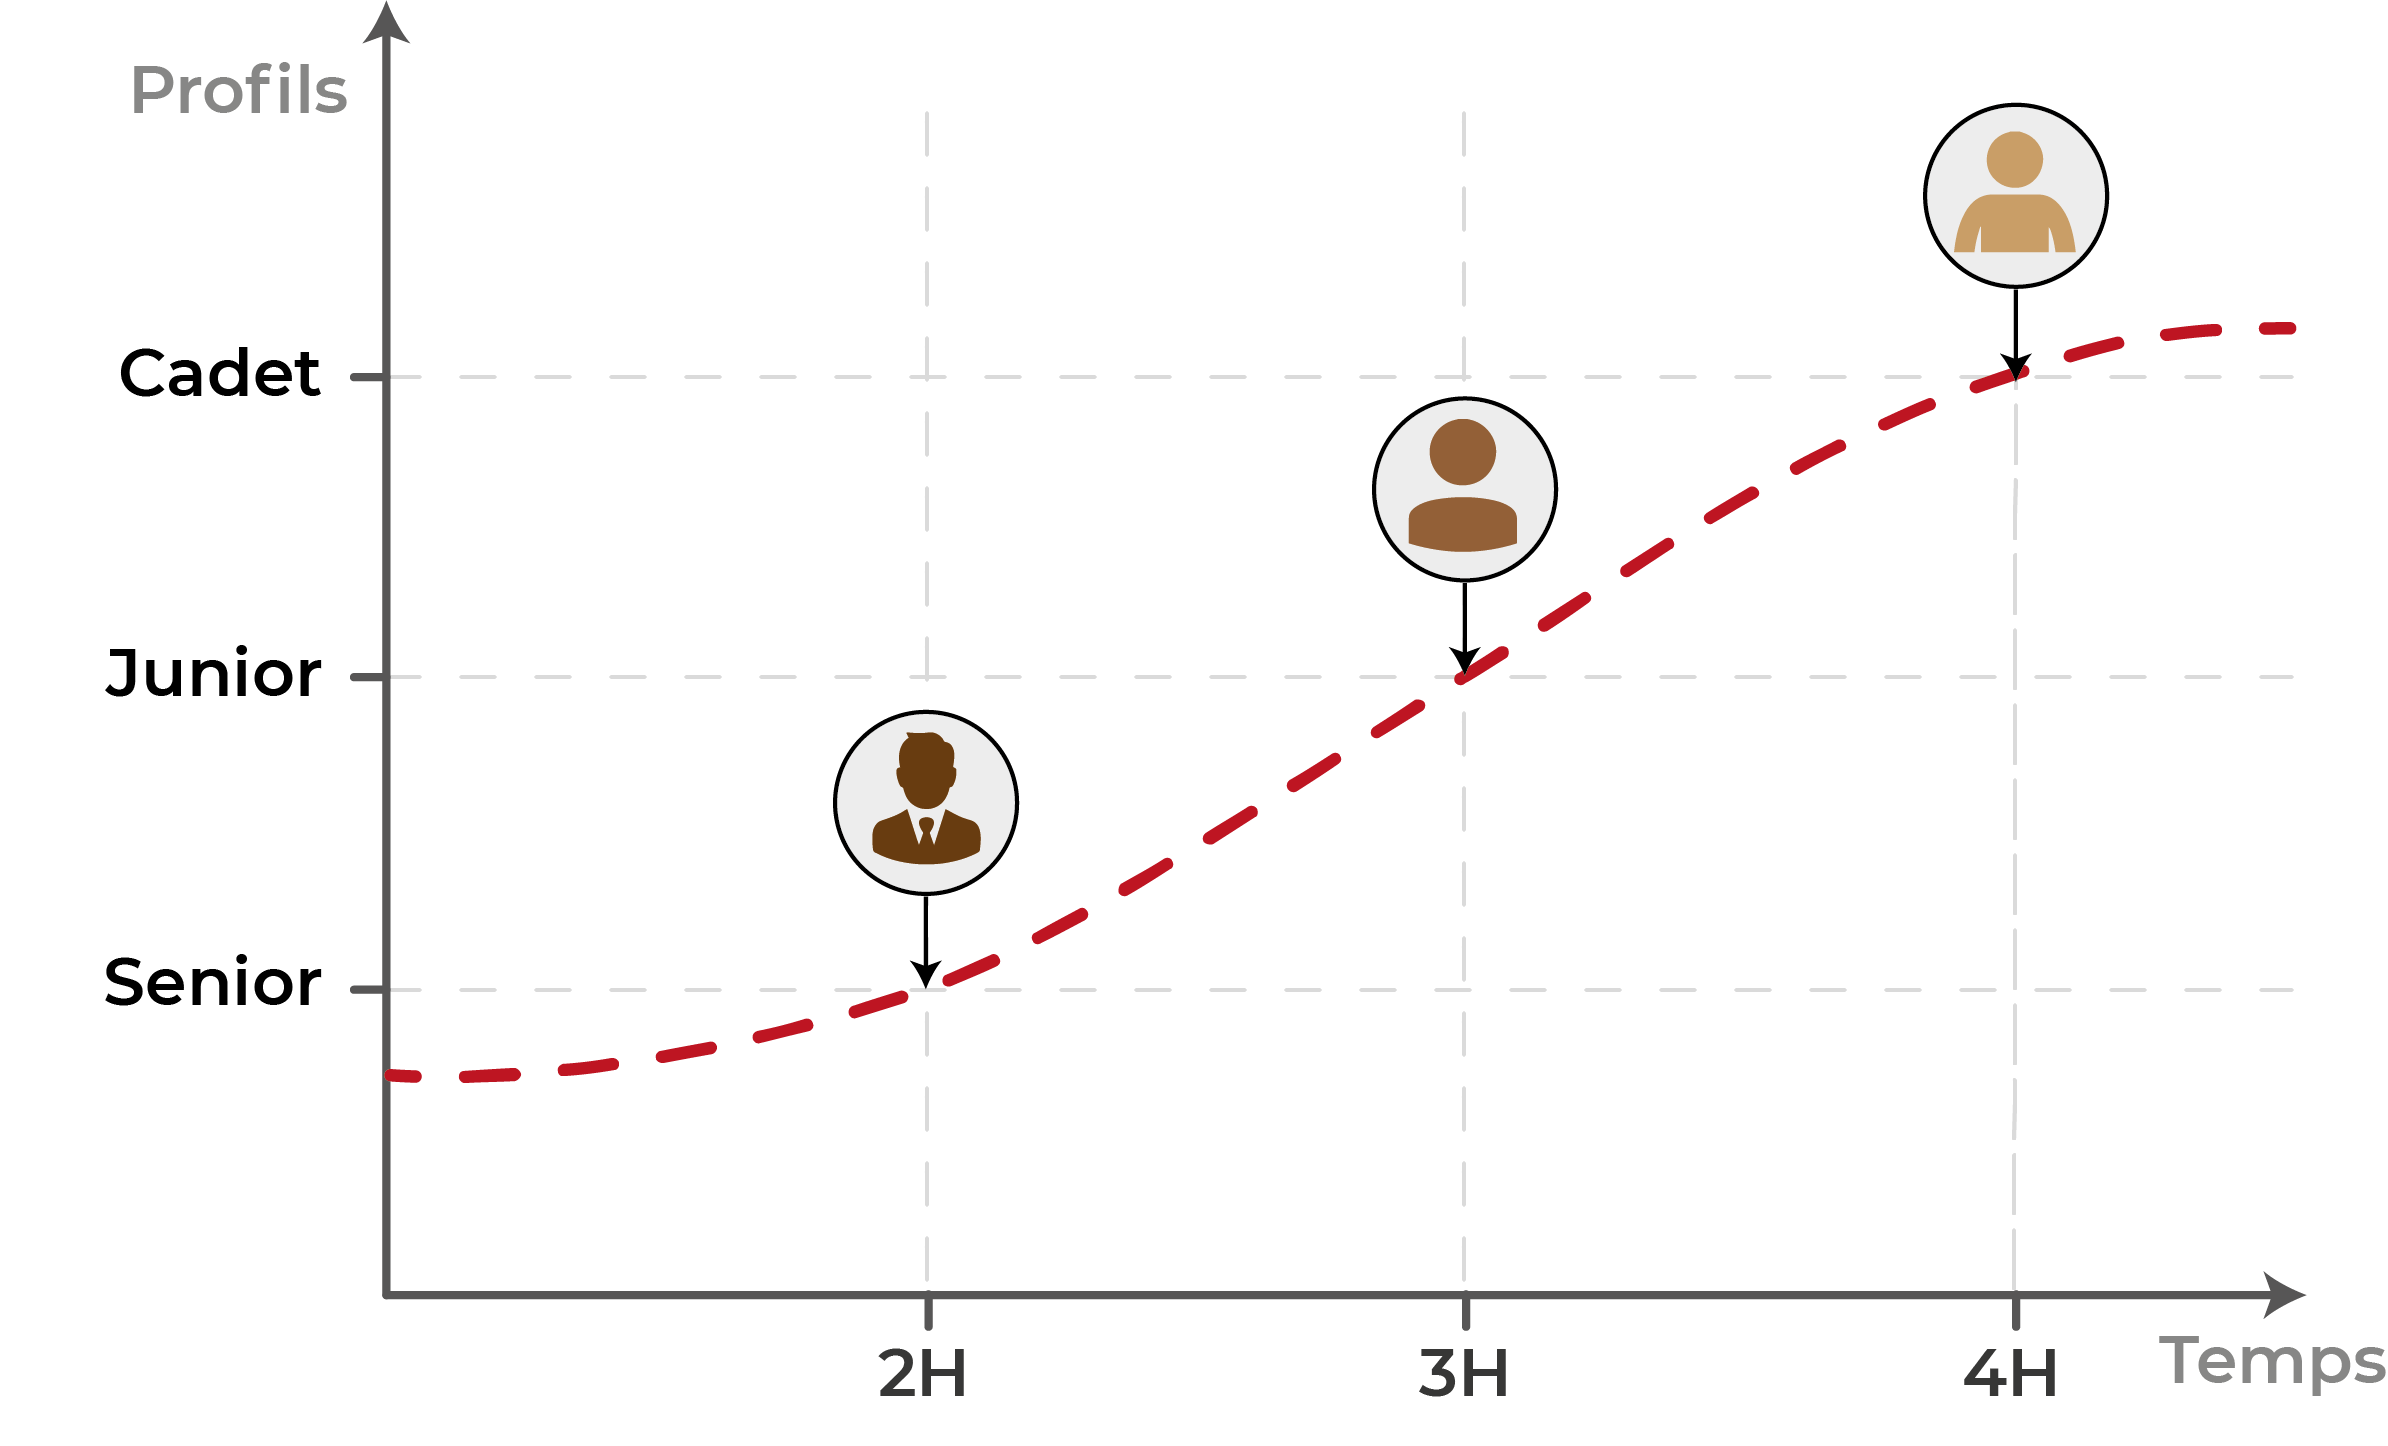 Profils
Cadet
Junior
Senior
2H
3H
4H
Temps